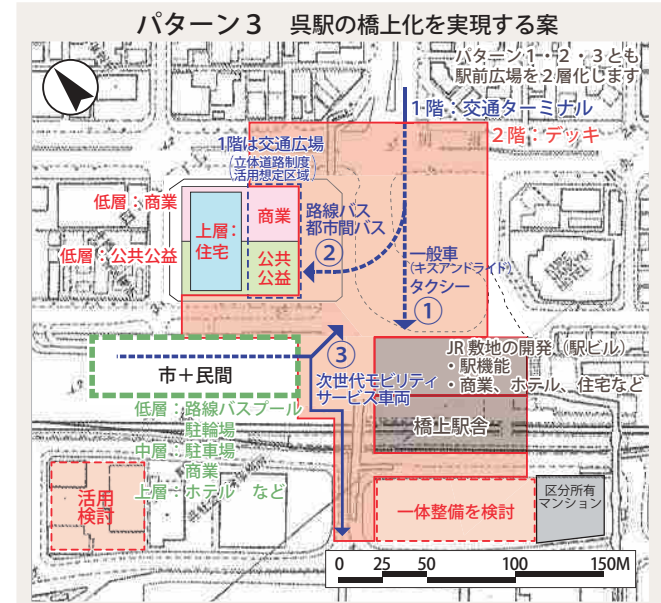 パターン３　呉駅の橋上化を実現する案
パターン１・２・３とも
駅前広場を２層化します
１階：交通ターミナル
２階：デッキ
１階は交通広場
（立体道路制度
活用想定区域）
低層：商業
商業
上層：
住宅
低層：公共公益
公共
公益
路線バス
都市間バス
②
一般車
（キスアンドライド）
タクシー
①
③
次世代モビリティ
サービス車両
市＋民間
低層：路線バスプール
駐輪場
中層：駐車場
商業
上層：ホテル　など
JR敷地の開発（駅ビル）
・駅機能
・商業、ホテル、住宅など
橋上駅舎
活用
検討
一体整備を検討
区分所有
マンション
0 25 50 100 150M